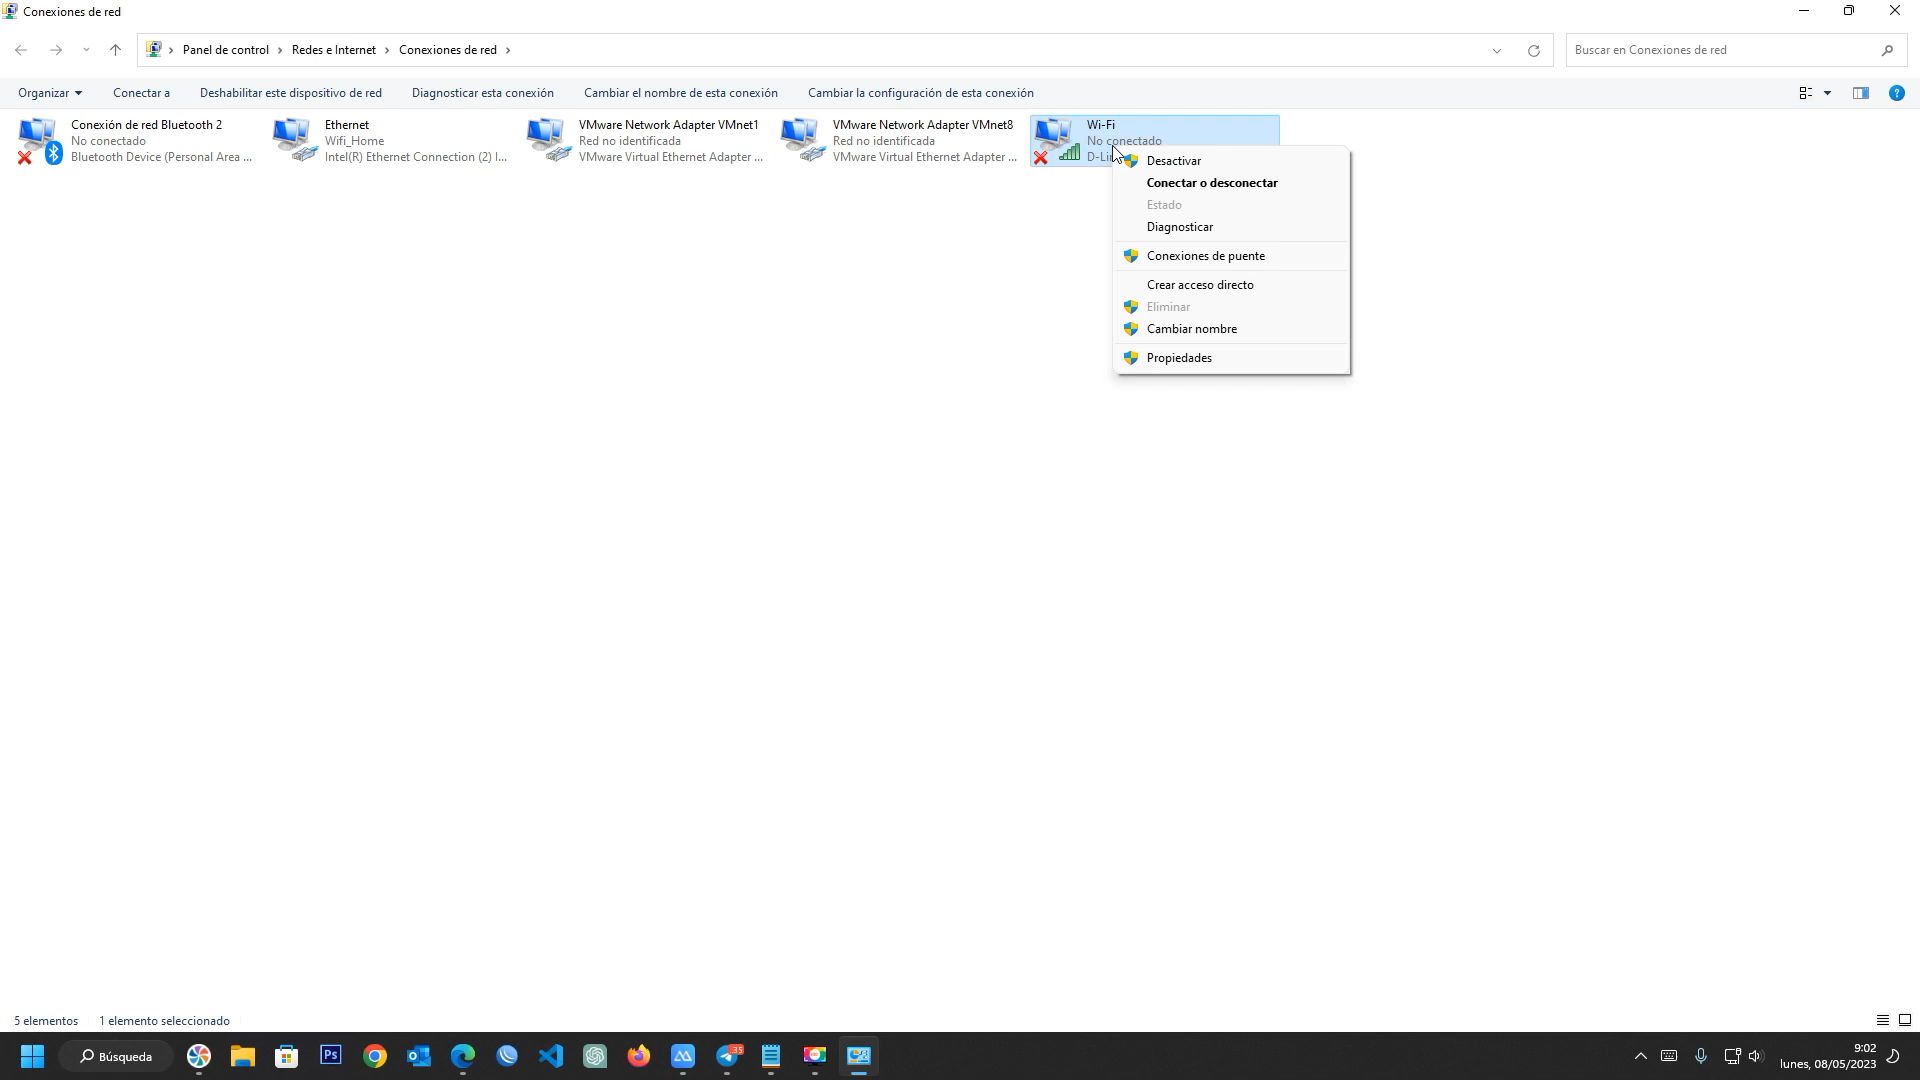 Conexiones de red
Panel de control
Redes e Internet
Conexiones de red
Buscar en Conexiones de red
Organizar
Conectar a
Deshabilitar este dispositivo de red
Diagnosticar esta conexión
Cambiar el nombre de esta conexión
Cambiar la configuración de esta conexión
Conexión de red Bluetooth 2
No conectado
Bluetooth Device (Personal Area ...
Ethernet
Wifi_Home
Intel(R) Ethernet Connection (2) I...
VMware Network Adapter VMnet1
Red no identificada
VMware Virtual Ethernet Adapter ...
VMware Network Adapter VMnet8
Red no identificada
VMware Virtual Ethernet Adapter ...
Wi-Fi
No conectado
Desactivar
Conectar o desconectar
Estado
Diagnosticar
Conexiones de puente
Crear acceso directo
Eliminar
Cambiar nombre
Propiedades
5 elementos
1 elemento seleccionado
Búsqueda
Ps
35
9:02
lunes, 08/05/2023